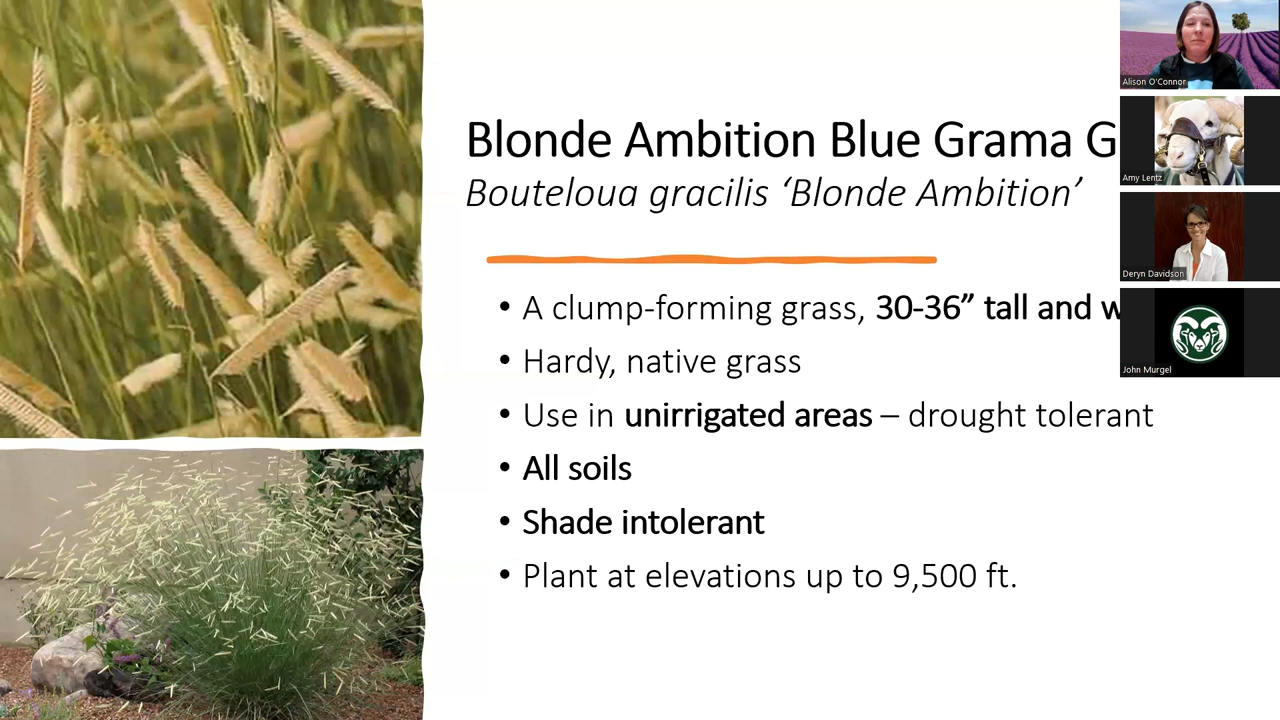 Blonde Ambition Blue Grama G
Bouteloua gracilis ‘Blonde Ambition’
• A clump-forming grass, 30-36” tall and w
• Hardy, native grass
• Use in unirrigated areas – drought tolerant
• All soils
• Shade intolerant
• Plant at elevations up to 9,500 ft.
Alison O'Connor
Amy Lentz
Deryn Davidson
John Murgel